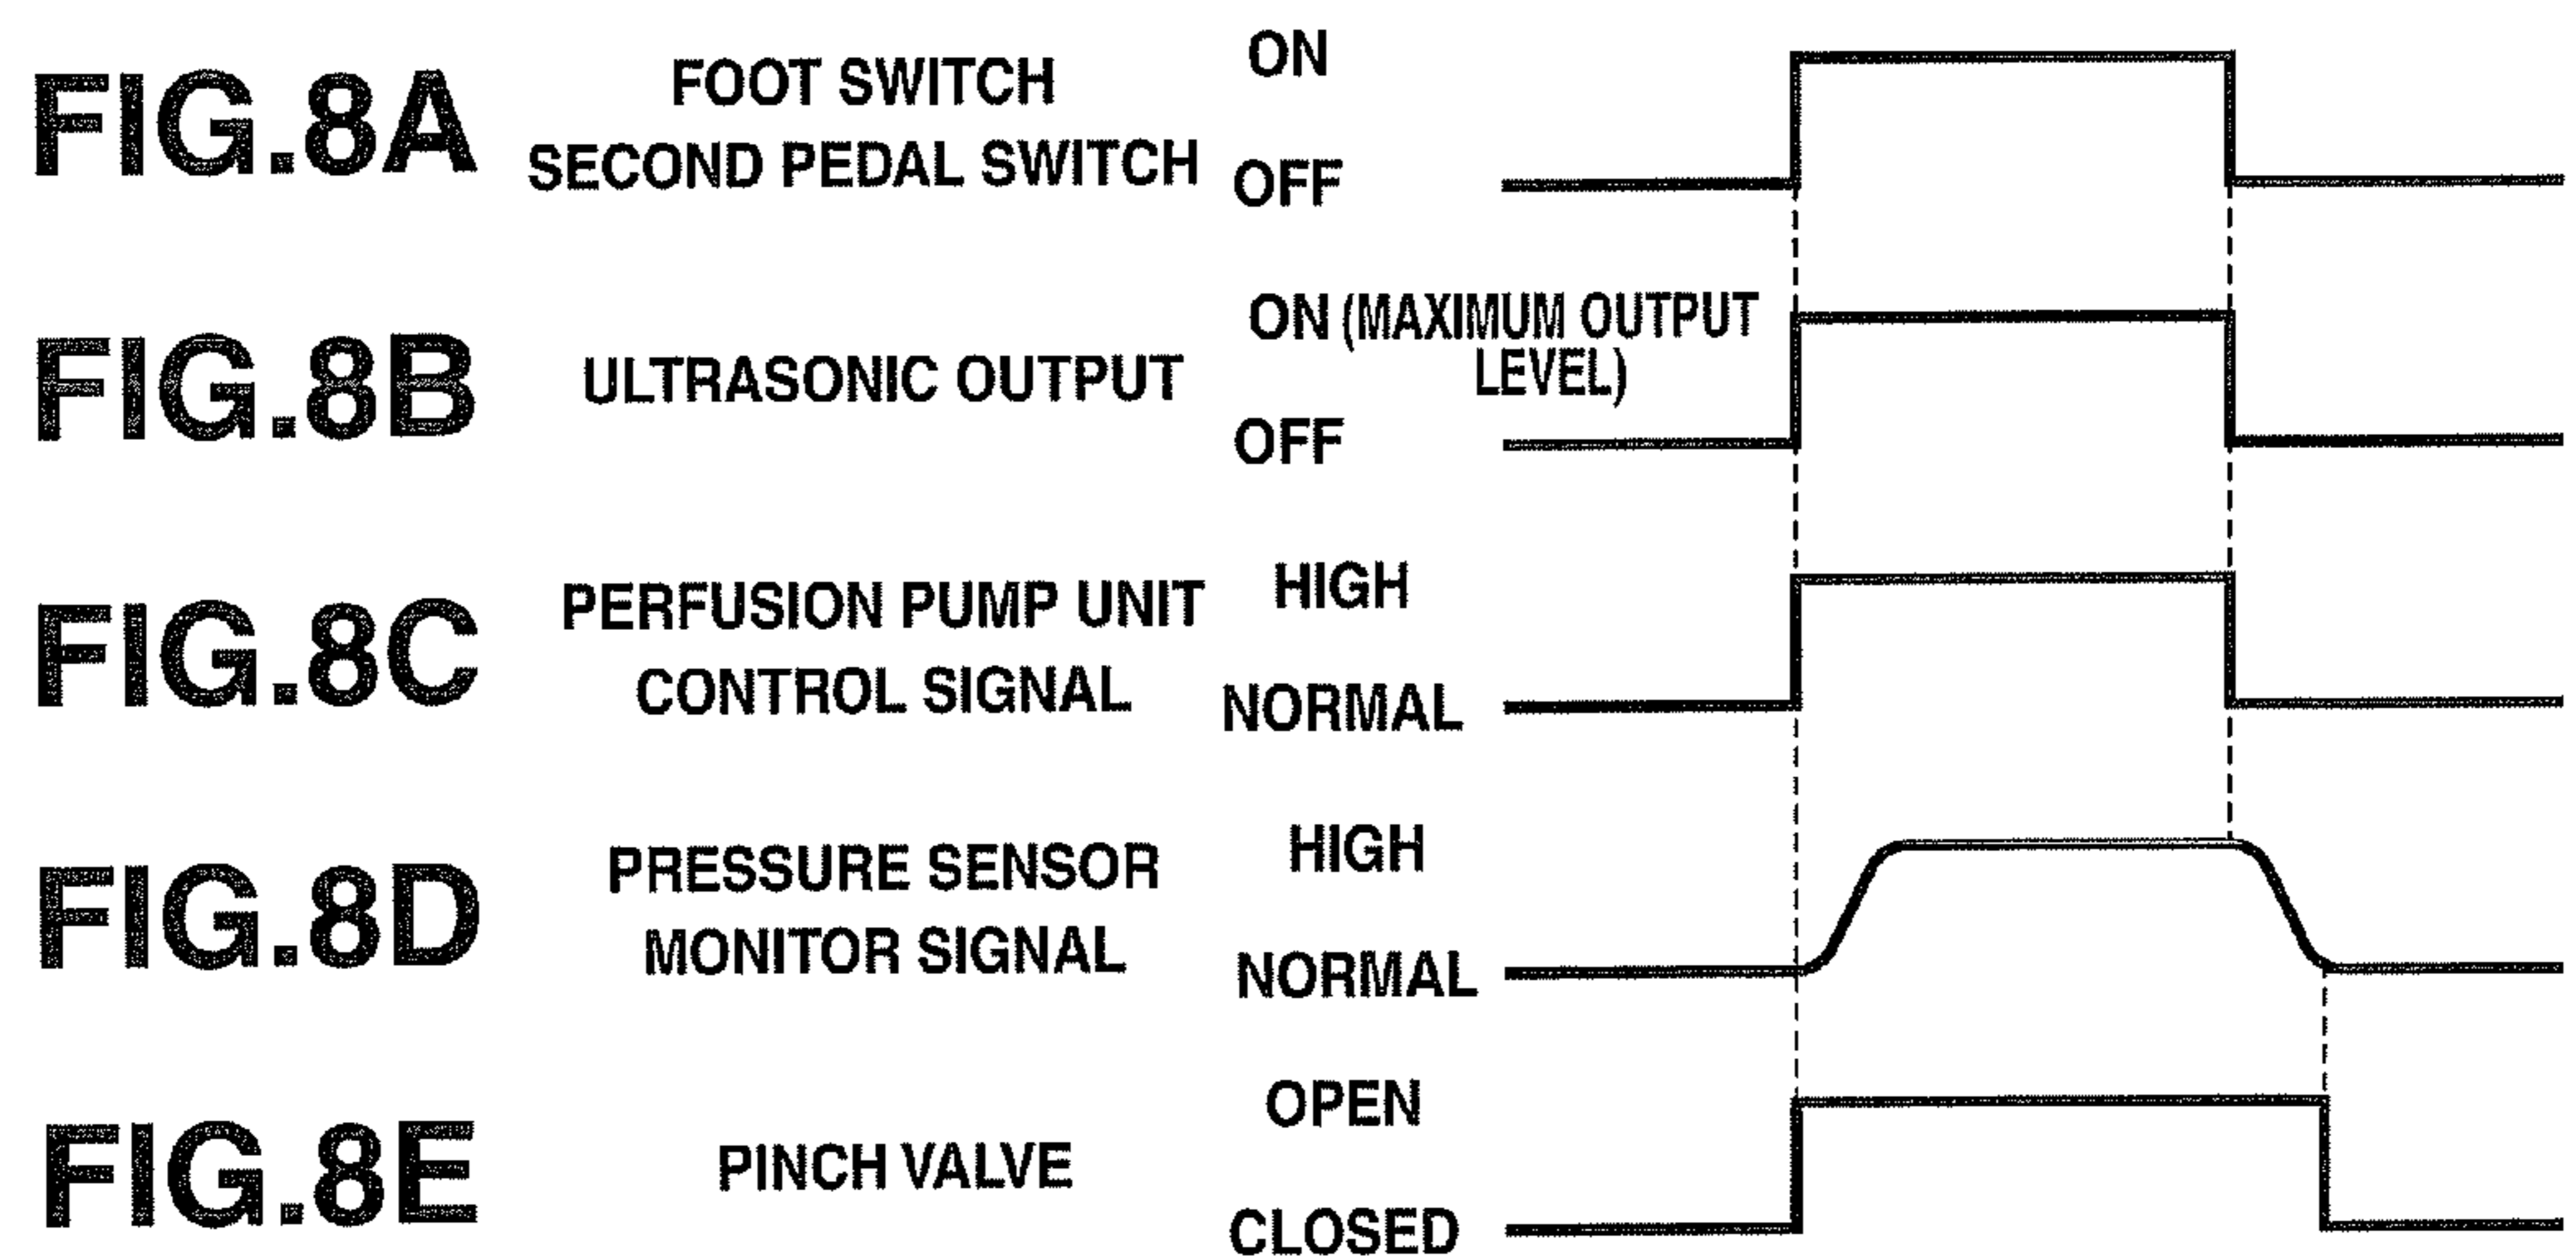 FIG.8A
FOOT SWITCH
SECOND PEDAL SWITCH
ON
OFF
FIG.8B
ULTRASONIC OUTPUT
ON (MAXIMUM OUTPUT
LEVEL)
OFF
FIG.8C
PERFUSION PUMP UNIT
CONTROL SIGNAL
HIGH
NORMAL
FIG.8D
PRESSURE SENSOR
MONITOR SIGNAL
HIGH
NORMAL
FIG.8E
PINCH VALVE
OPEN
CLOSED